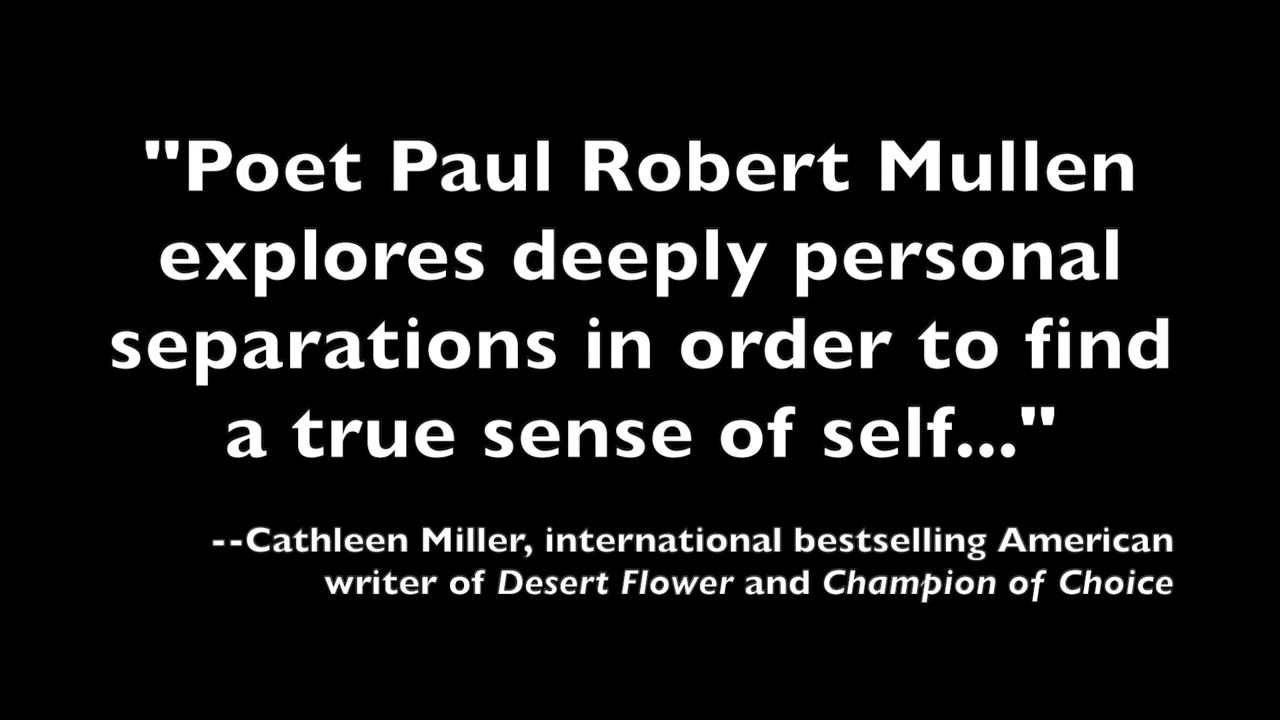 "Poet Paul Robert Mullen
explores deeply personal
separations in order to find
a true sense of self..."
--Cathleen Miller, international bestselling American
writer of Desert Flower and Champion of Choice